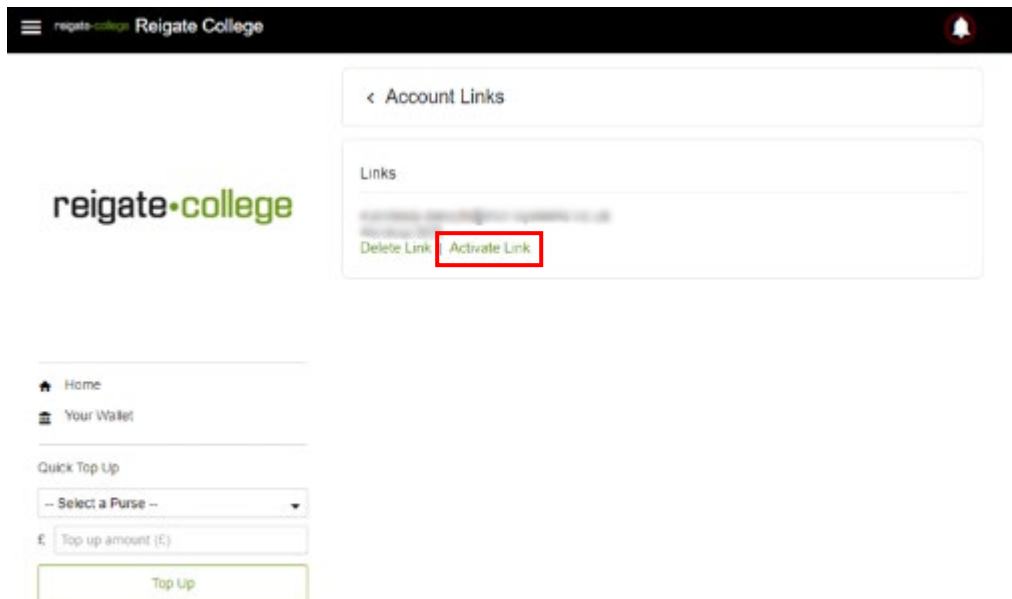 reigate-college Reigate College
< Account Links
Links
Delete Link | Activate Link
reigate•college
Home
Your Wallet
Quick Top Up
-- Select a Purse --
£ Top up amount (£)
Top Up